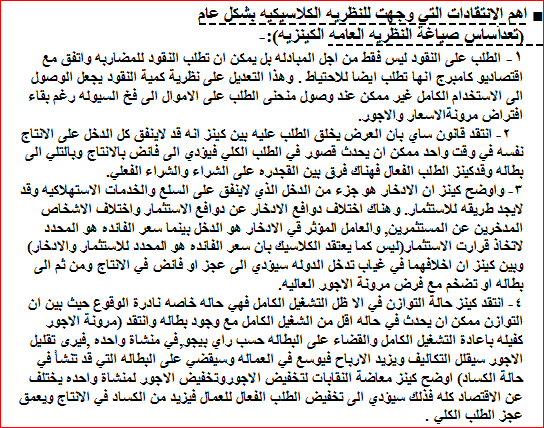 ■ اهم الانتقادات التي وجهت للنظريه الكلاسيكيه بشكل عام
(تعداساس صياغة النظريه العامه الكينزيه):-
١ - الطلب على النقود ليس فقط من اجل المبادله بل يمكن ان تطلب النقود للمضاربه واتفق مع
اقتصاديو كامبرج انها تطلب ايضا للاحتياط . وهذا التعديل على نظرية كمية النقود يجعل الوصول
الى الاستخدام الكامل غير ممكن عند وصول منحنى الطلب على الاموال الى فخ السيوله رغم بقاء
افتراض مرونةالاسعار والاجور.
٢- انتقد قانون ساي بان العرض يخلق الطلب عليه بين كينز انه قد لاينفق كل الدخل على الانتاج
نفسه في وقت واحد ممكن ان يحدث قصور في الطلب الكلي فيؤدي الى فائض بالانتاج وبالتلي الى
بطاله وقدكينز الطلب الفعال فهناك فرق بين القجدره على الشراء والشراء الفعلي.
٣- واوضح كينز ان الادخار هو جزء من الدخل الذي لاينفق على السلع والخدمات الاستهلاكيه وقد
لايجد طريقه للاستثمار. وهناك اختلاف دوافع الادخار عن دوافع الاستثمار واختلاف الاشخاص
المدخرين عن المستثمرين, والعامل المؤثر في الادخار هو الدخل بينما سعر الفائده هو المحدد
لاتخاذ قرارت الاستثمار(ليس كما يعتقد الكلاسيك بان سعر الفائده هو المحدد للاستثمار والادخار)
وبين كينز ان اخلافهما في غياب تدخل الدوله سيؤدي الى عجز او فائض في الانتاج ومن ثم الى
بطاله او تضخم مع فرض مرونة الاجور العاليه.
٤ - انتقد كينز حالة التوازن في الا ظل التشغيل الكامل فهي حاله خاصه نادرة الوقوع حيث بين ان
التوازن ممكن ان يحدث في حاله اقل من الشغيل الكامل مع وجود بطاله وانتقد (مرونة الاجور
كفيله باعادة التشغيل الكامل والقضاء على البطاله حسب راي بيجو,في منشاة واحده ,فيرى تقليل
الاجور سيقلل التكاليف ويزيد الارباح فيوسع في العماله وسيقضي على البطاله التي قد تنشأ في
حالة الكساد) اوضح كينز معاضة النقابات لتخفيض الاجوروتخفيض الاجور لمنشاة واحده يختلف
عن الاقتصاد كله فذلك سيؤدي الى تخفيض الطلب الفعال للعمال فيزيد من الكساد في الانتاج ويعمق
عجز الطلب الكلي .